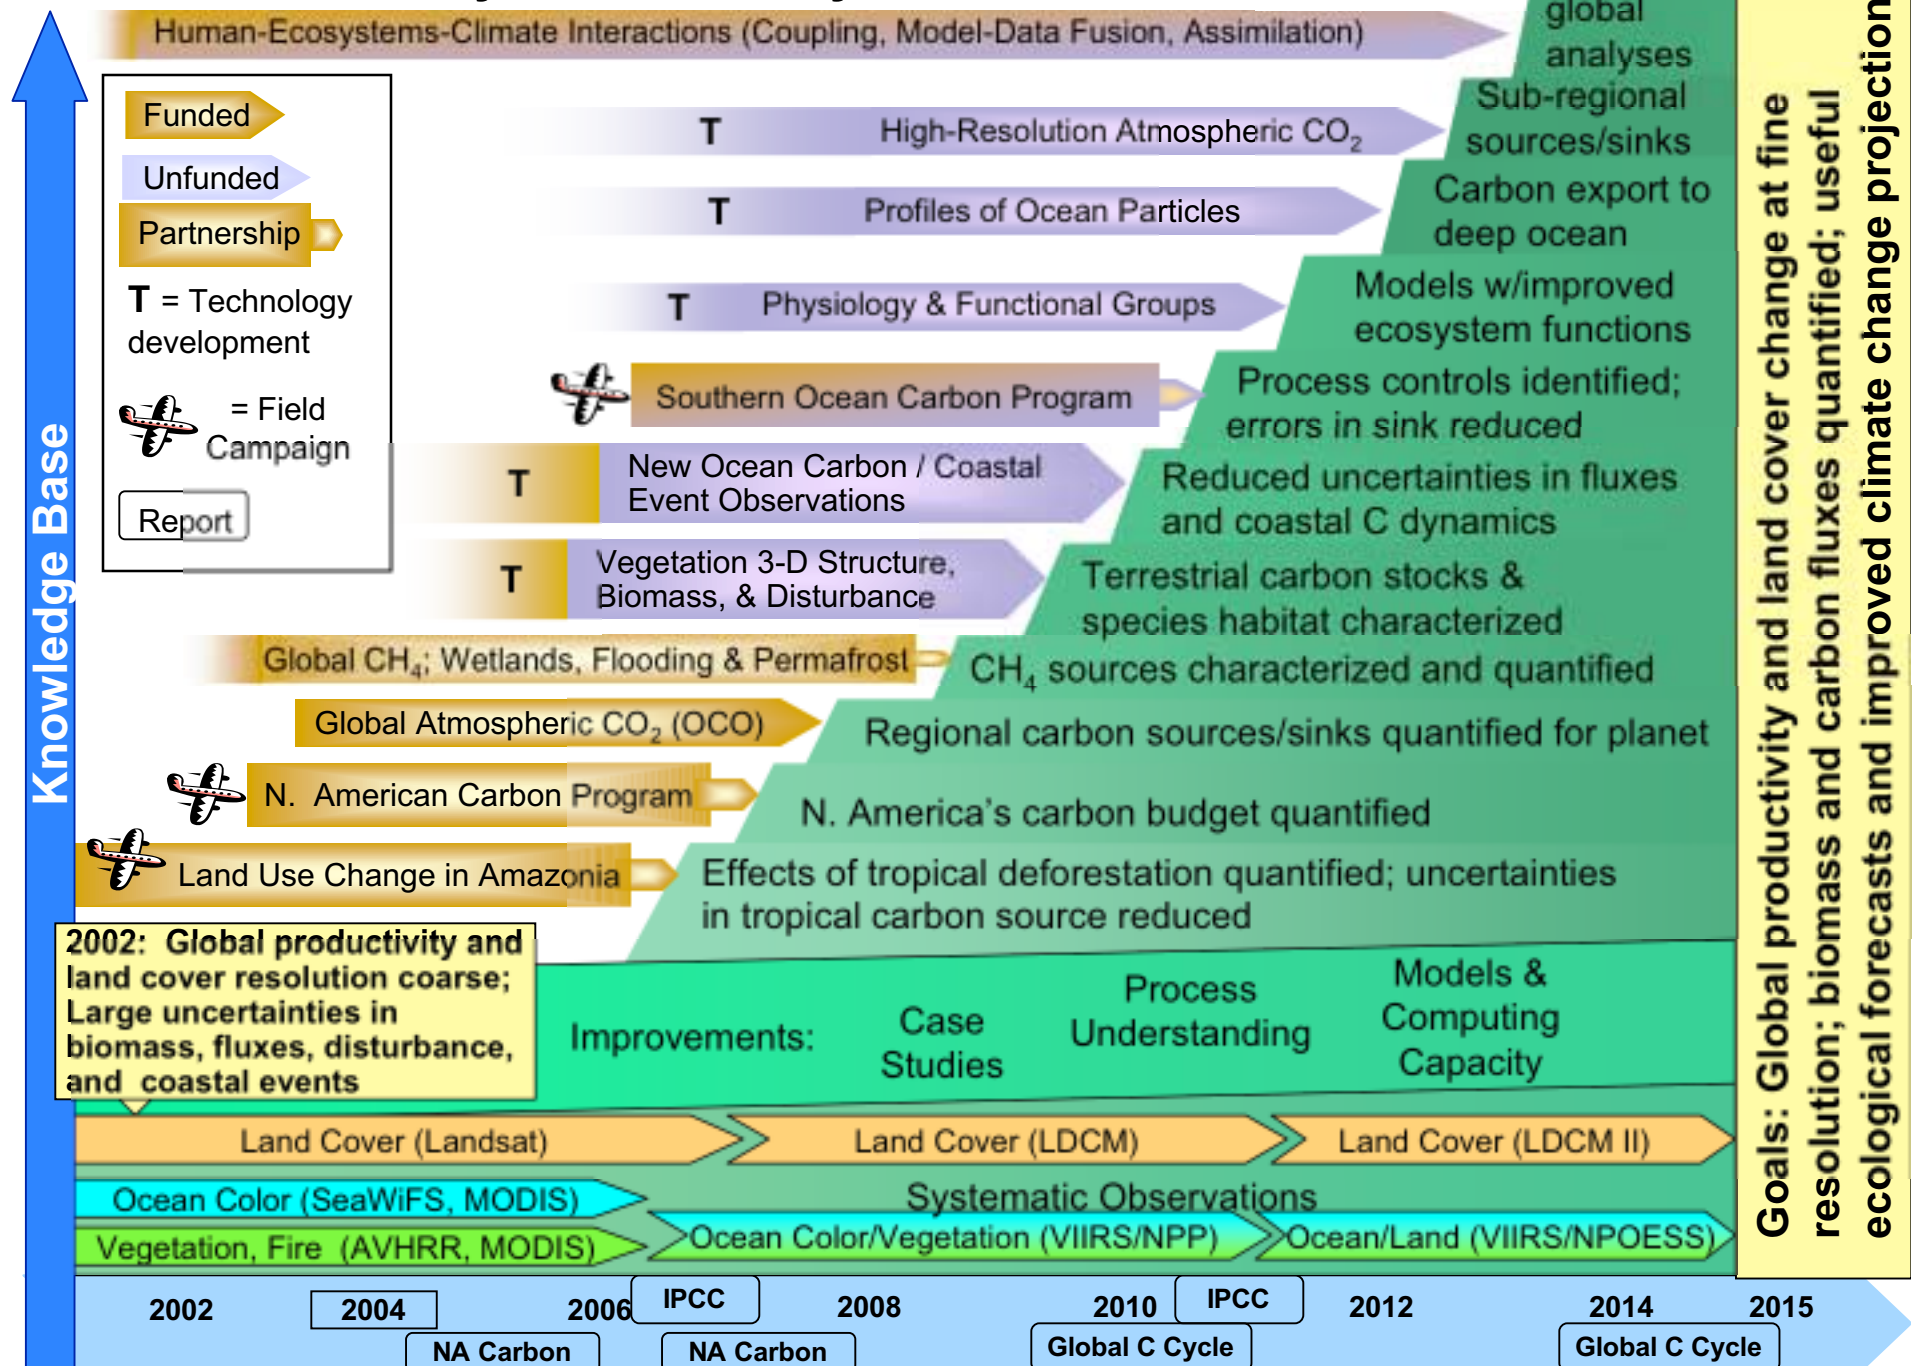 Human-Ecosystems-Climate Interactions (Coupling, Model-Data Fusion, Assimilation)
global
analyses
Funded
Unfunded
Partnership
T = Technology
development
= Field
Campaign
Report
T
High-Resolution Atmospheric CO₂
Sub-regional
sources/sinks
T
Profiles of Ocean Particles
Carbon export to
deep ocean
T
Physiology & Functional Groups
Models w/improved
ecosystem functions
Southern Ocean Carbon Program
Process controls identified;
errors in sink reduced
T
New Ocean Carbon / Coastal
Event Observations
Reduced uncertainties in fluxes
and coastal C dynamics
T
Vegetation 3-D Structure,
Biomass, & Disturbance
Terrestrial carbon stocks &
species habitat characterized
Global CH₄; Wetlands, Flooding & Permafrost
CH₄ sources characterized and quantified
Global Atmospheric CO₂ (OCO)
Regional carbon sources/sinks quantified for planet
N. American Carbon Program
N. America's carbon budget quantified
Land Use Change in Amazonia
Effects of tropical deforestation quantified; uncertainties
in tropical carbon source reduced
Knowledge Base
2002: Global productivity and
land cover resolution coarse;
Large uncertainties in
biomass, fluxes, disturbance,
and coastal events
Improvements:
Case
Studies
Process
Understanding
Models &
Computing
Capacity
Land Cover (Landsat)
Land Cover (LDCM)
Land Cover (LDCM II)
Ocean Color (SeaWiFS, MODIS)
Systematic Observations
Vegetation, Fire (AVHRR, MODIS)
Ocean Color/Vegetation (VIIRS/NPP)
Ocean/Land (VIIRS/NPOESS)
Goals: Global productivity and land cover change at fine
resolution; biomass and carbon fluxes quantified; useful
ecological forecasts and improved climate change projection
2002
2004
2006
IPCC
2008
2010
IPCC
2012
2014
2015
NA Carbon
NA Carbon
Global C Cycle
Global C Cycle